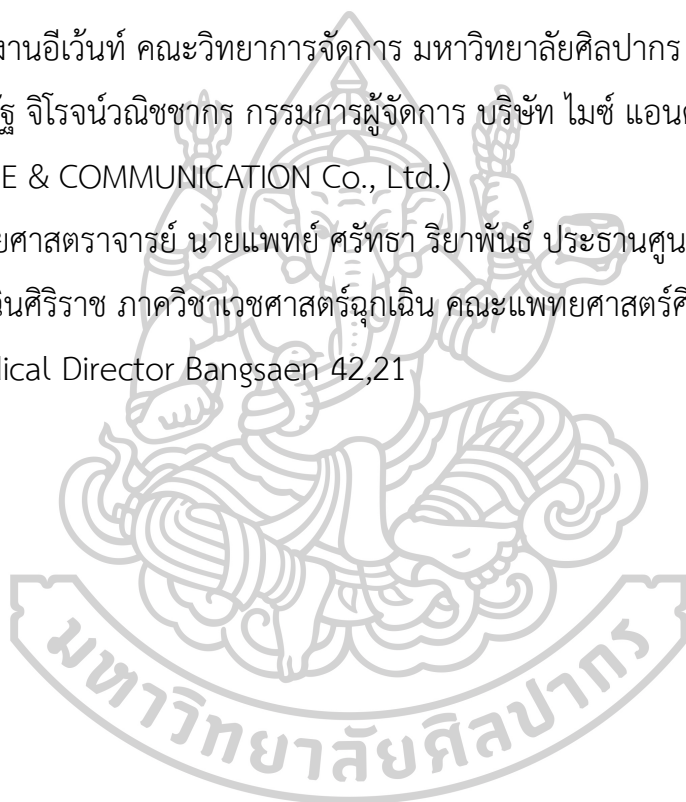 งานอีเว้นท์ คณะวิทยาการจัดการ มหาวิทยาลัยศิลปากร
ัฐ จิโรจน์วณิชชากร กรรมการผู้จัดการ บริษัท ไมซ์ แอนด
E & COMMUNICATION Co., Ltd.)
ยศาสตราจารย์ นายแพทย์ ศรัทธา ริยาพันธ์ ประธานศูน
ฉินศิริราช ภาควิชาเวชศาสตร์ฉุกเฉิน คณะแพทยศาสตร์ศิ
dical Director Bangsaen 42,21
มหาวิทยาลัยศิลปากร